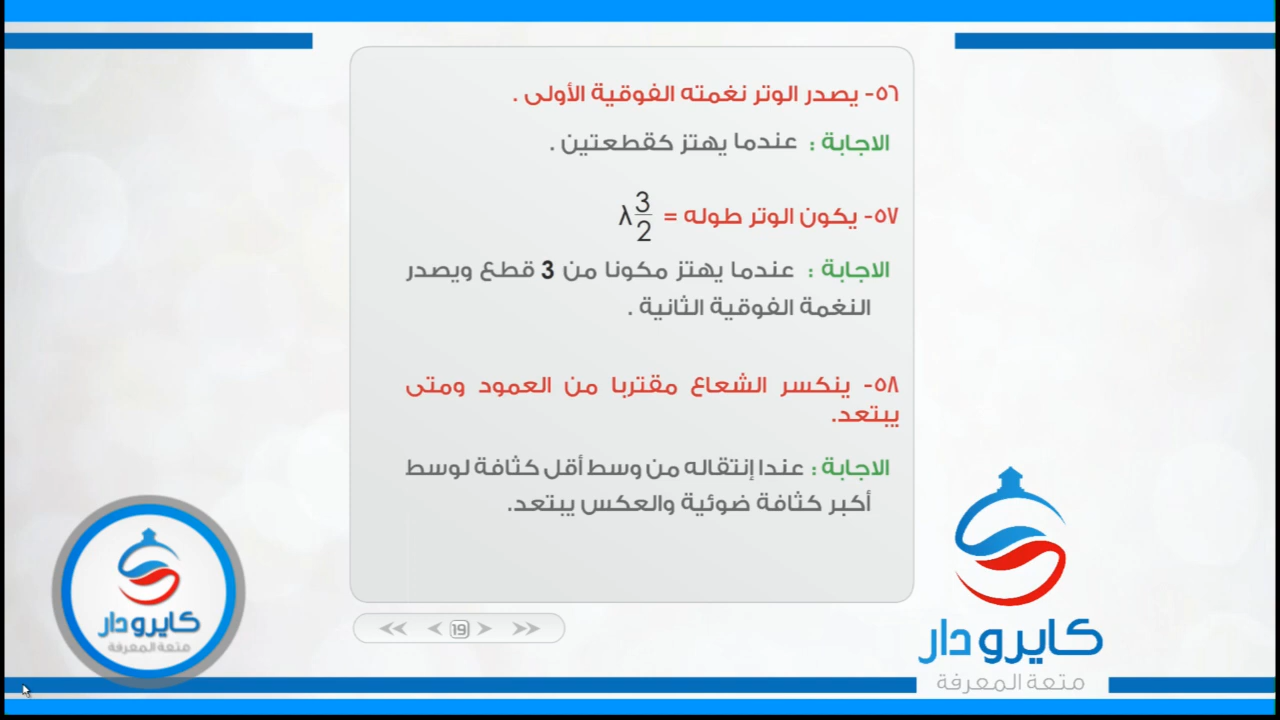 ٥٦- يصدر الوتر نغمته الفوقية الأولى .
الاجابة : عندما يهتز كقطعتين .
٥٧- يكون الوتر طوله = 3/2 λ
الاجابة : عندما يهتز مكونا من 3 قطع ويصدر
النغمة الفوقية الثانية .
٥٨- ينكسر الشعاع مقتربا من العمود ومتى
يبتعد.
الاجابة : عندا إنتقاله من وسط أقل كثافة لوسط
أكبر كثافة ضوئية والعكس يبتعد.
19
كايرو دار
متعة المعرفة
كايرو دار
متعة المعرفة